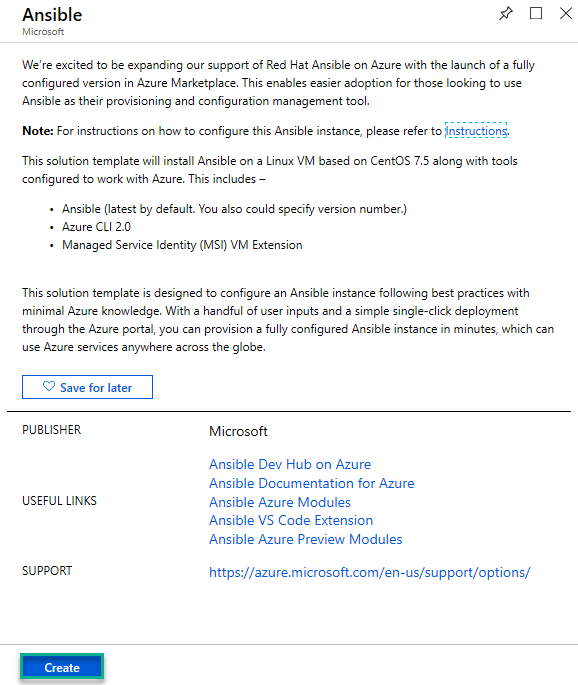 Ansible
Microsoft
We're excited to be expanding our support of Red Hat Ansible on Azure with the launch of a fully
configured version in Azure Marketplace. This enables easier adoption for those looking to use
Ansible as their provisioning and configuration management tool.
Note: For instructions on how to configure this Ansible instance, please refer to Instructions.
This solution template will install Ansible on a Linux VM based on CentOS 7.5 along with tools
configured to work with Azure. This includes –
• Ansible (latest by default. You also could specify version number.)
• Azure CLI 2.0
• Managed Service Identity (MSI) VM Extension
This solution template is designed to configure an Ansible instance following best practices with
minimal Azure knowledge. With a handful of user inputs and a simple single-click deployment
through the Azure portal, you can provision a fully configured Ansible instance in minutes, which can
use Azure services anywhere across the globe.
Save for later
PUBLISHER
Microsoft
USEFUL LINKS
Ansible Dev Hub on Azure
Ansible Documentation for Azure
Ansible Azure Modules
Ansible VS Code Extension
Ansible Azure Preview Modules
SUPPORT
https://azure.microsoft.com/en-us/support/options/
Create